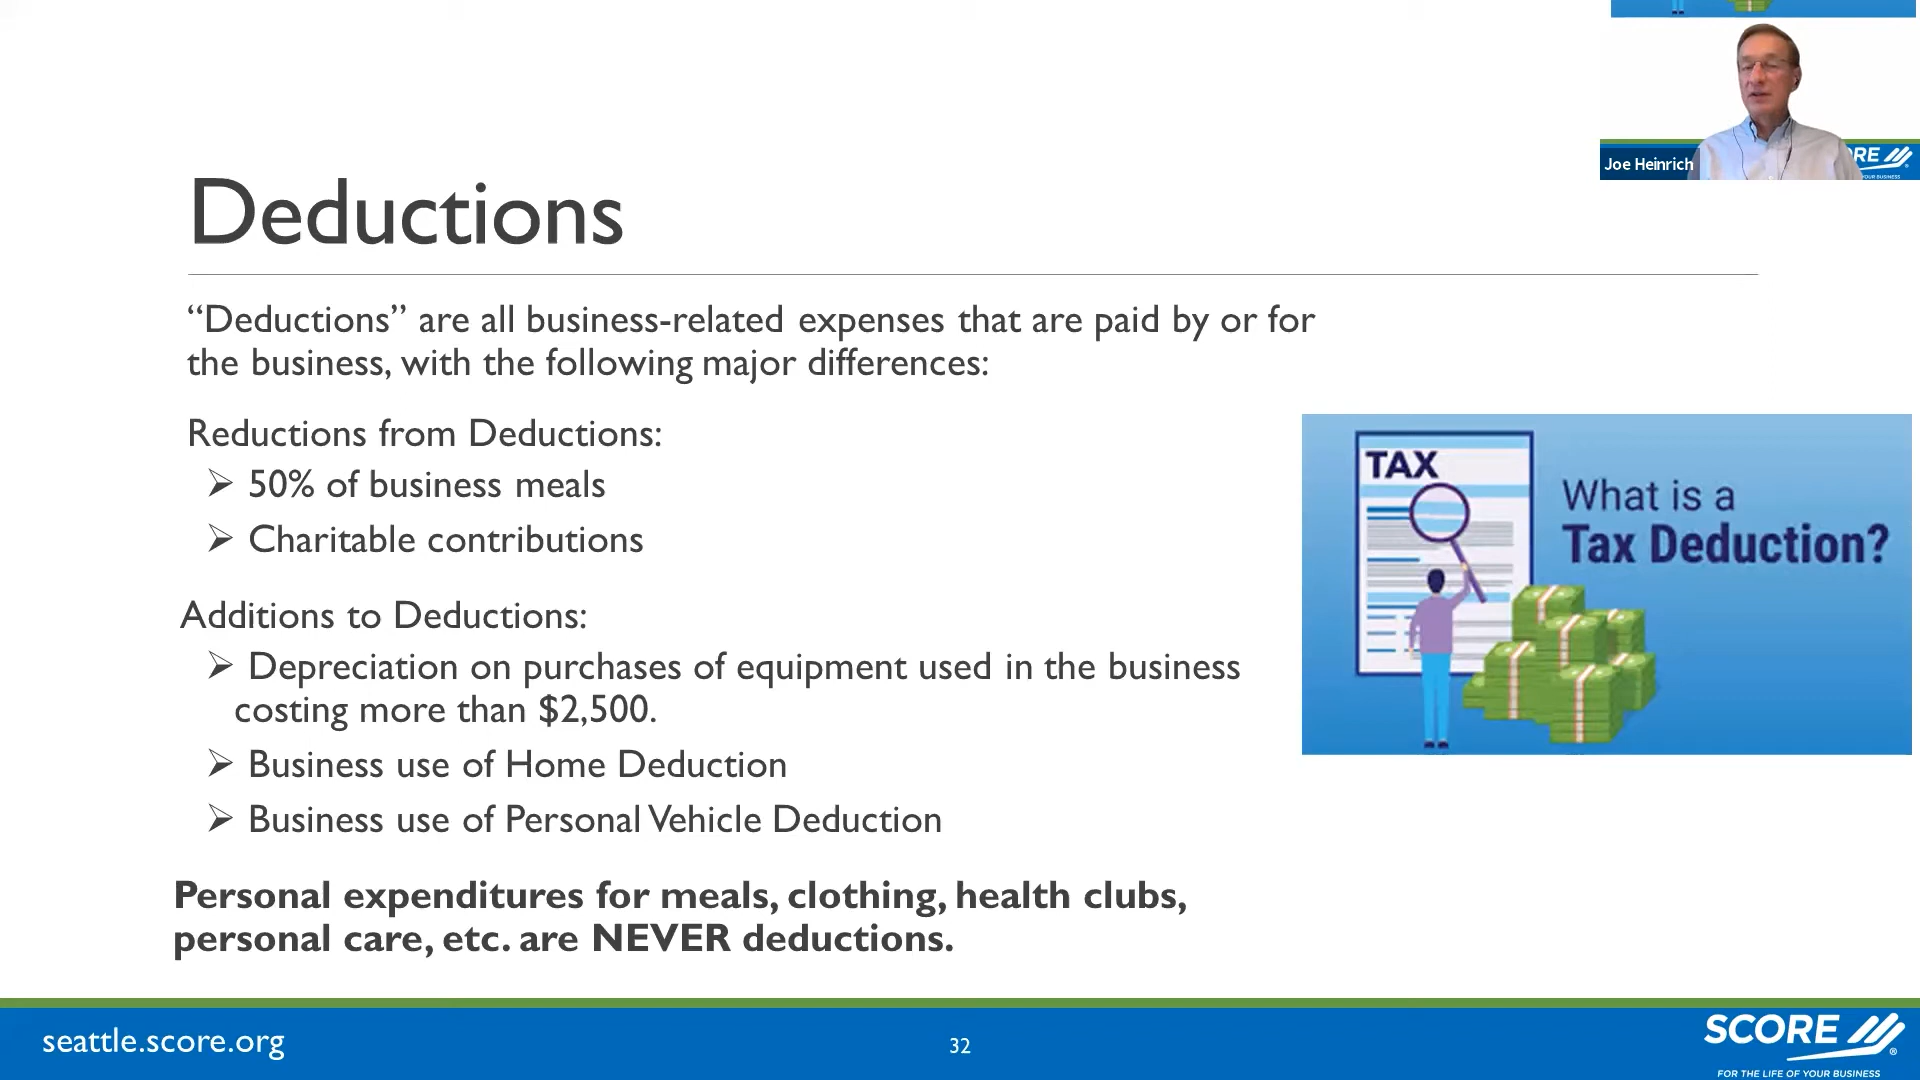 Joe Heinrich
RE
YOUR BUSINESS
Deductions
“Deductions” are all business-related expenses that are paid by or for
the business, with the following major differences:
Reductions from Deductions:
➢ 50% of business meals
➢ Charitable contributions
Additions to Deductions:
➢ Depreciation on purchases of equipment used in the business
costing more than $2,500.
➢ Business use of Home Deduction
➢ Business use of Personal Vehicle Deduction
Personal expenditures for meals, clothing, health clubs,
personal care, etc. are NEVER deductions.
TAX
What is a
Tax Deduction?
seattle.score.org
32
SCORE
®
FOR THE LIFE OF YOUR BUSINESS